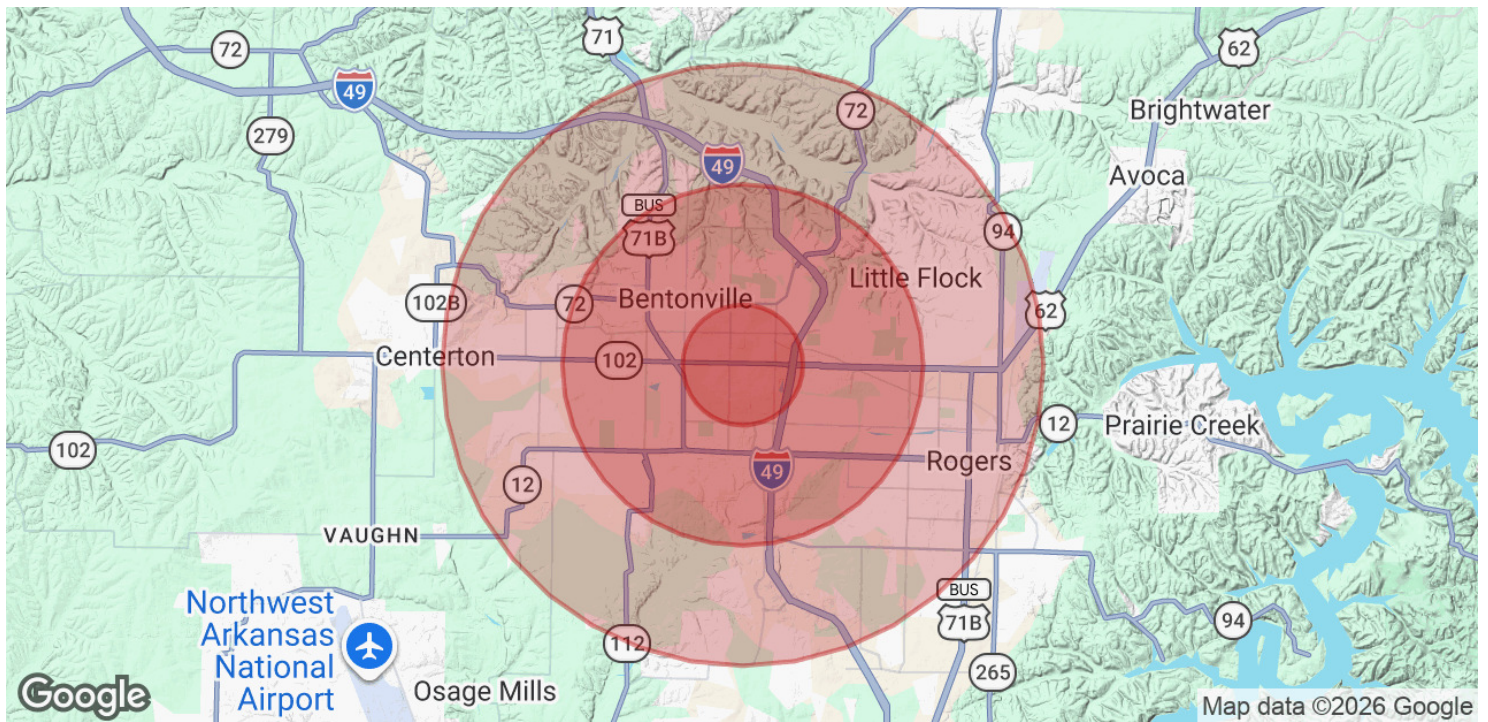 71
62
72
49
72
Brightwater
279
49
Avoca
BUS
71B
94
Little Flock
Bentonville
102B
72
62
Centerton
102
12
Prairie Creek
102
Rogers
49
12
VAUGHN
BUS
71B
Northwest
Arkansas
National
Airport
94
112
265
Osage Mills
Google
Map data ©2026 Google